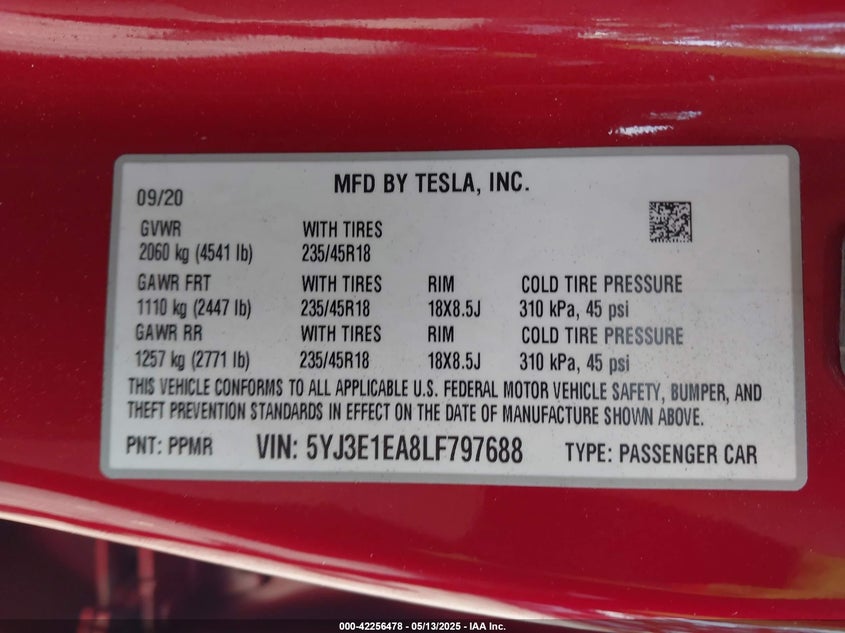 MFD BY TESLA, INC.
09/20
GVWR WITH TIRES
2060 kg (4541 lb) 235/45R18
GAWR FRT WITH TIRES RIM COLD TIRE PRESSURE
1110 kg (2447 lb) 235/45R18 18X8.5J 310 kPa, 45 psi
GAWR RR WITH TIRES RIM COLD TIRE PRESSURE
1257 kg (2771 lb) 235/45R18 18X8.5J 310 kPa, 45 psi
THIS VEHICLE CONFORMS TO ALL APPLICABLE U.S. FEDERAL MOTOR VEHICLE SAFETY, BUMPER, AND
THEFT PREVENTION STANDARDS IN EFFECT ON THE DATE OF MANUFACTURE SHOWN ABOVE.
PNT: PPMR VIN: 5YJ3E1EA8LF797688 TYPE: PASSENGER CAR
000-42256478 - 05/13/2025 - IAA Inc.